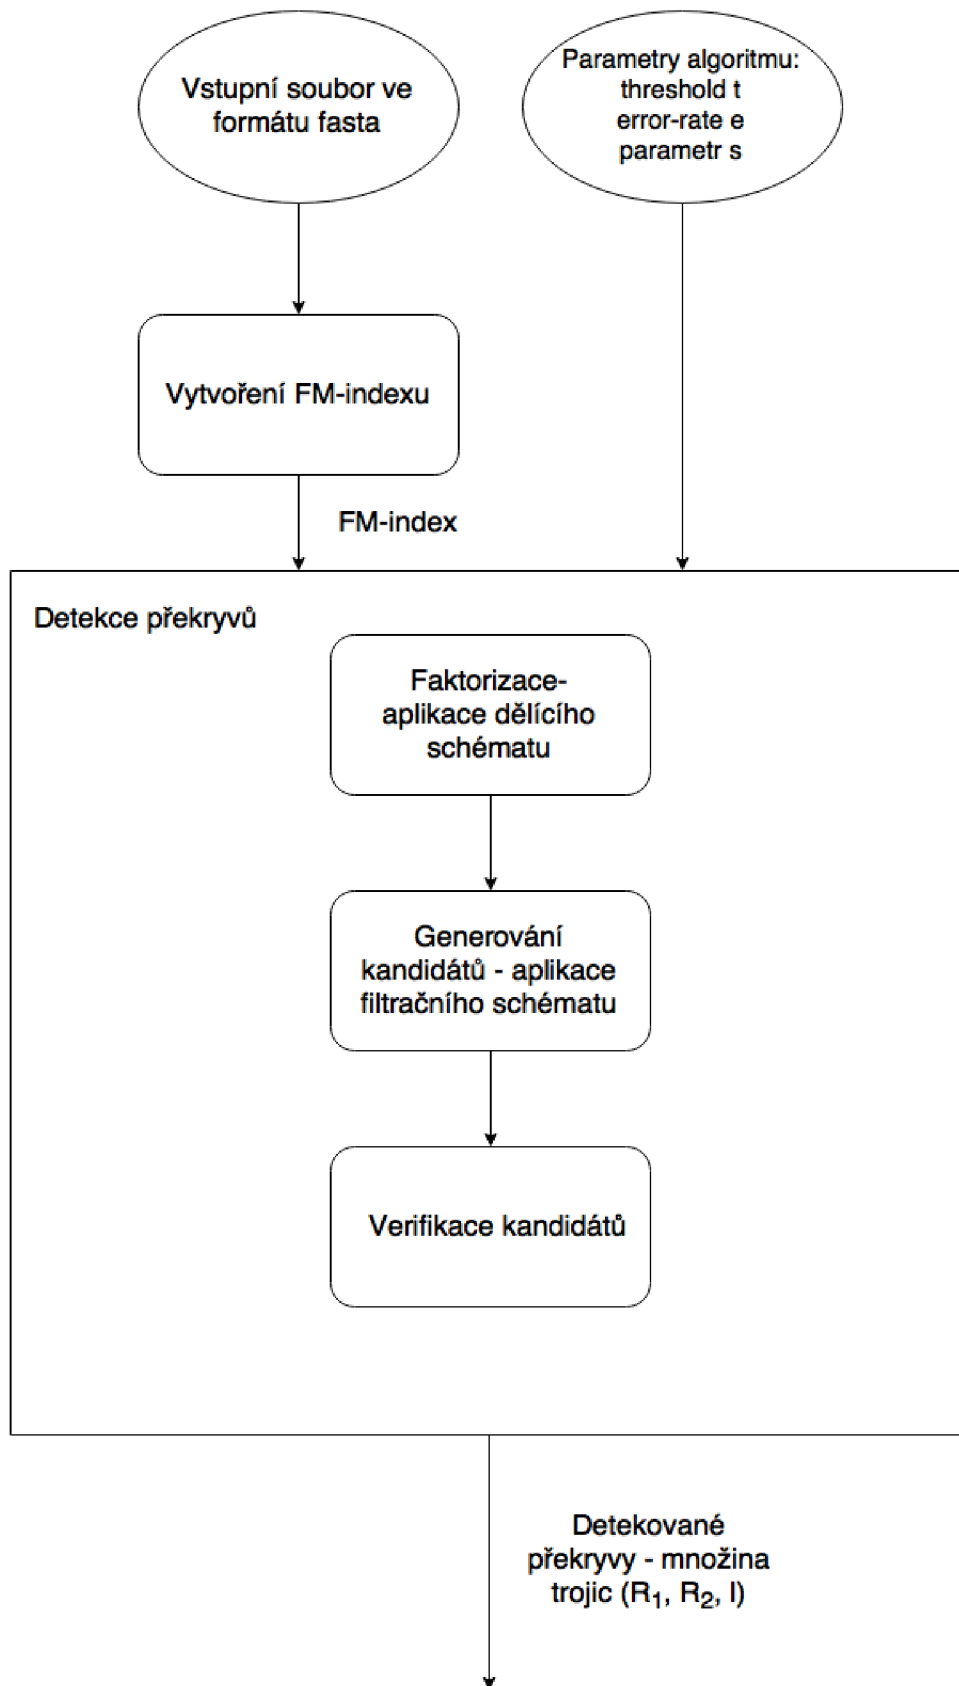 Vstupní soubor ve
formátu fasta
Parametry algoritmu:
threshold t
error-rate e
parametr s
Vytvoření FM-indexu
FM-index
Detekce překryvů
Faktorizace-
aplikace dělícího
schématu
Generování
kandidátů - aplikace
filtračního schématu
Verifikace kandidátů
Detekované
překryvy - množina
trojic (R₁, R₂, l)